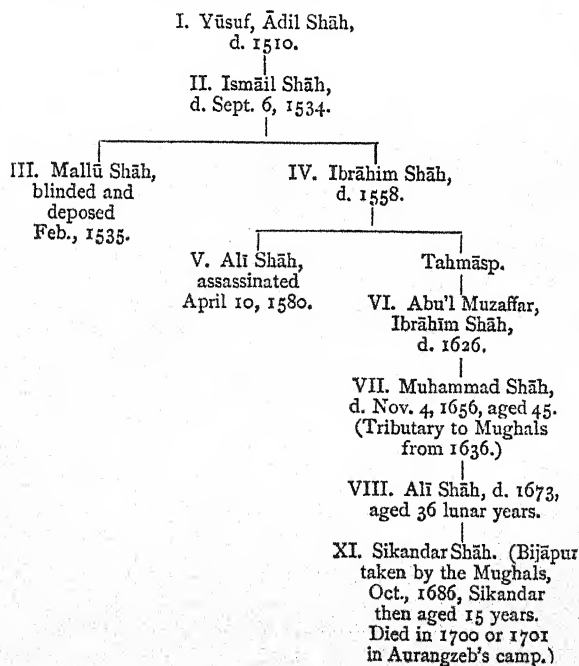 I. Yūsuf, Ādil Shāh,
d. 1510.
II. Ismāil Shāh,
d. Sept. 6, 1534.
III. Mallū Shāh,
blinded and
deposed
Feb., 1535.
IV. Ibrāhim Shāh,
d. 1558.
V. Alī Shāh,
assassinated
April 10, 1580.
Tahmāsp.
VI. Abu'l Muzaffar,
Ibrāhīm Shāh,
d. 1626.
VII. Muhammad Shāh,
d. Nov. 4, 1656, aged 45.
(Tributary to Mughals
from 1636.)
VIII. Alī Shāh, d. 1673,
aged 36 lunar years.
XI. Sikandar Shāh. (Bijāpur
taken by the Mughals,
Oct., 1686, Sikandar
then aged 15 years.
Died in 1700 or 1701
in Aurangzeb's camp.)